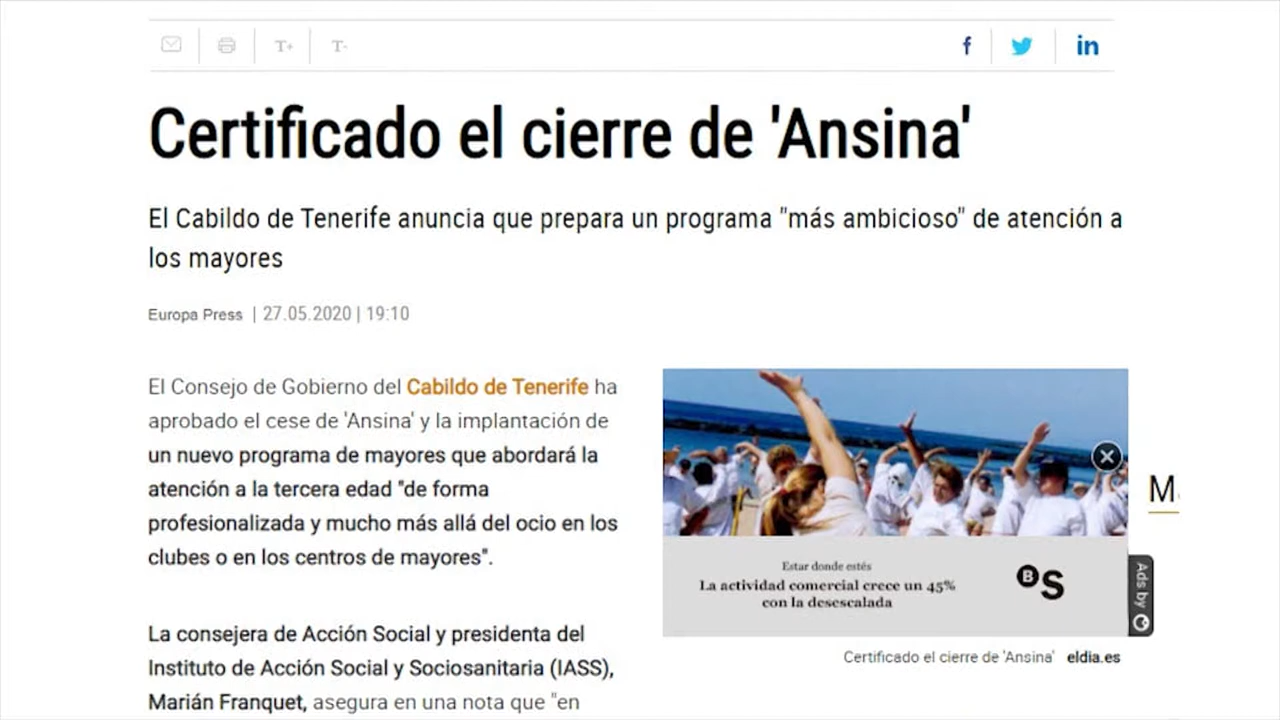 T+ T-
f in
Certificado el cierre de 'Ansina'
El Cabildo de Tenerife anuncia que prepara un programa "más ambicioso" de atención a
los mayores
Europa Press | 27.05.2020 | 19:10
El Consejo de Gobierno del Cabildo de Tenerife ha
aprobado el cese de 'Ansina' y la implantación de
un nuevo programa de mayores que abordará la
atención a la tercera edad "de forma
profesionalizada y mucho más allá del ocio en los
clubes o en los centros de mayores".
La consejera de Acción Social y presidenta del
Instituto de Acción Social y Sociosanitaria (IASS),
Marián Franquet, asegura en una nota que "en
Estar donde estés
La actividad comercial crece un 45%
con la desescalada
BS
Ads by
Certificado el cierre de 'Ansina' eldia.es